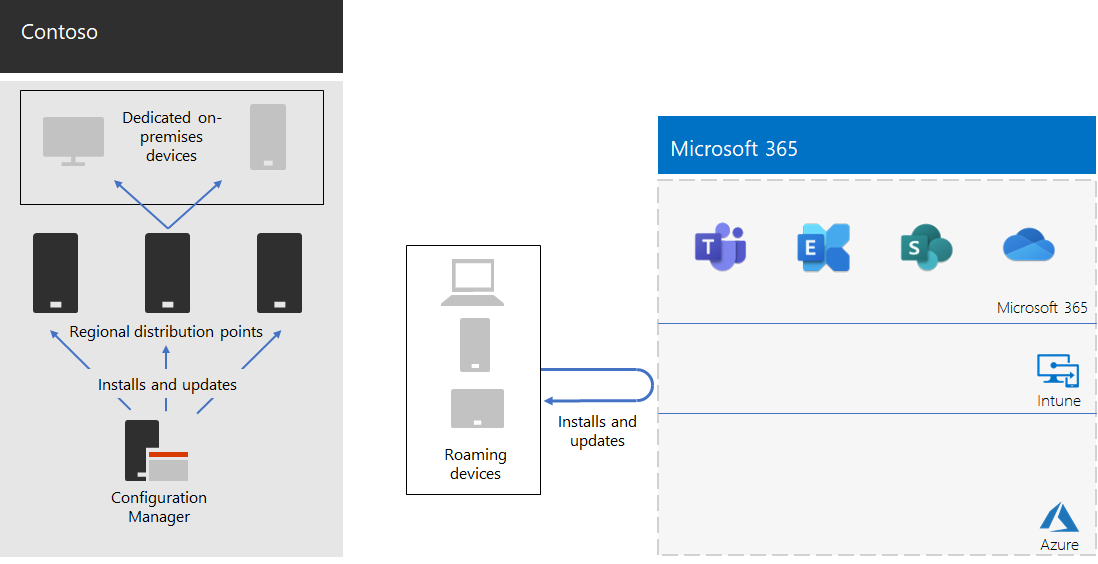 Contoso
Dedicated on-
premises
devices
Regional distribution points
Installs and updates
Configuration
Manager
Roaming
devices
Installs and
updates
Microsoft 365
T
E
S
Microsoft 365
Intune
Azure